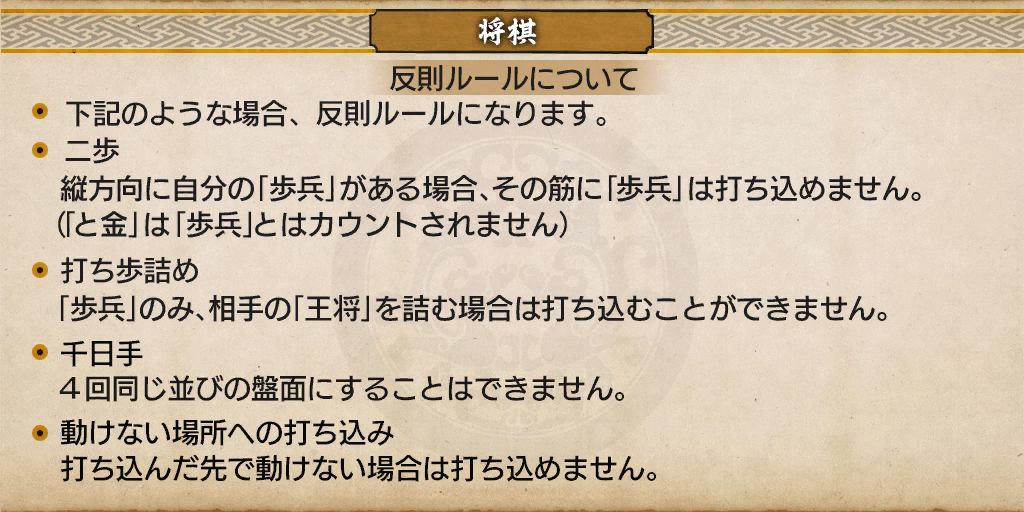 将棋
反則ルールについて
下記のような場合、反則ルールになります。
二歩
縦方向に自分の「歩兵」がある場合、その筋に「歩兵」は打ち込めません。
(「と金」は「歩兵」とはカウントされません)
打ち歩詰め
「歩兵」のみ、相手の「王将」を詰む場合は打ち込むことができません。
千日手
４回同じ並びの盤面にすることはできません。
動けない場所への打ち込み
打ち込んだ先で動けない場合は打ち込めません。